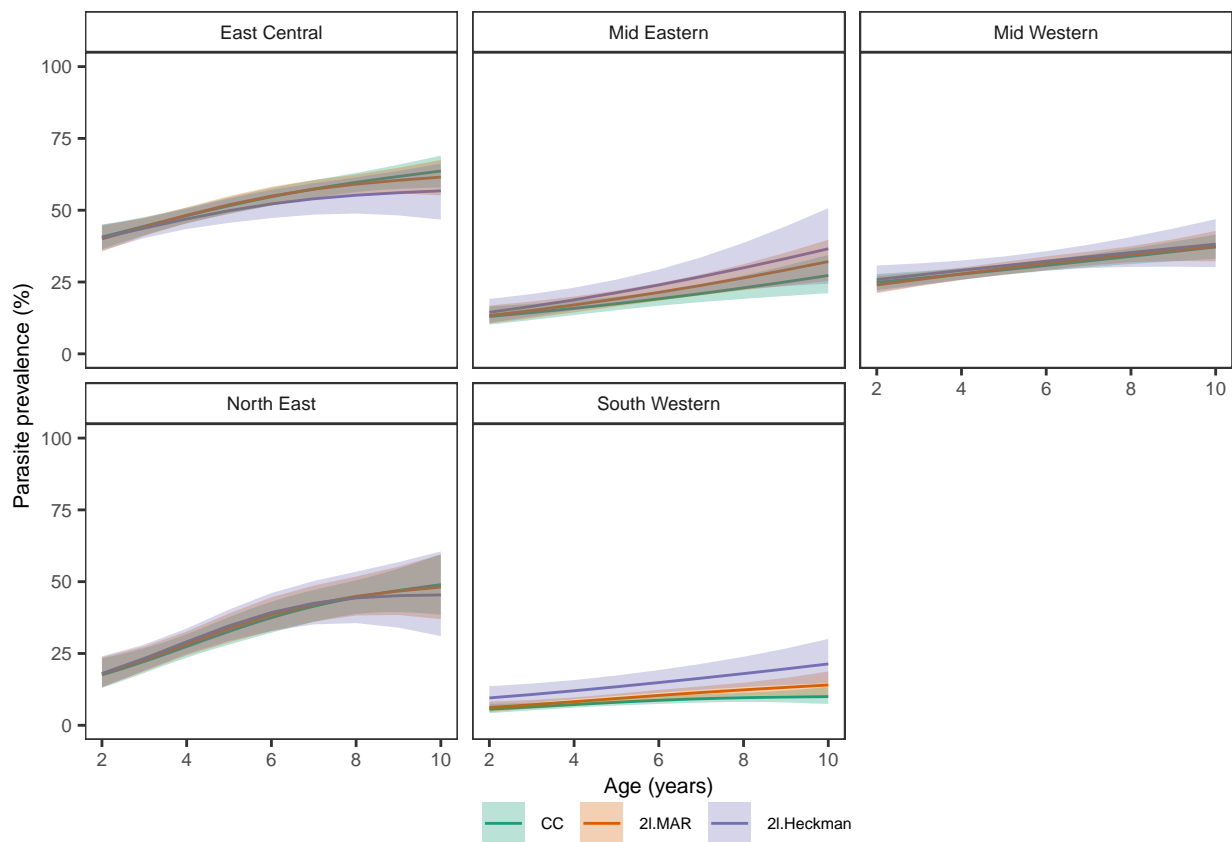 East Central
Mid Eastern
Mid Western
100
75
50
25
0
2 4 6 8 10
North East
South Western
100
75
50
25
0
2 4 6 8 10
2 4 6 8 10
Parasite prevalence (%)
Age (years)
CC
2l.MAR
2l.Heckman